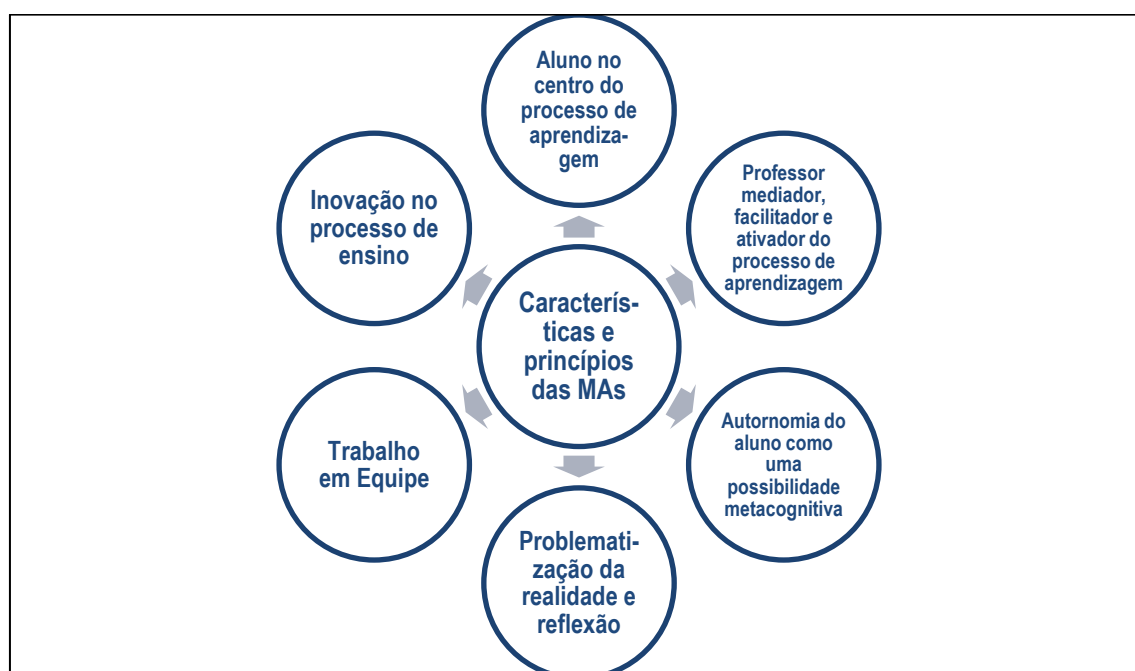 Aluno no
centro do
processo de
aprendiza-
gem
Professor
mediador,
facilitador e
ativador do
processo de
aprendizagem
Autornomia do
aluno como
uma
possibilidade
metacognitiva
Problemati-
zação da
realidade e
reflexão
Trabalho
em Equipe
Inovação no
processo de
ensino
Caracterís-
ticas e
princípios
das MAs